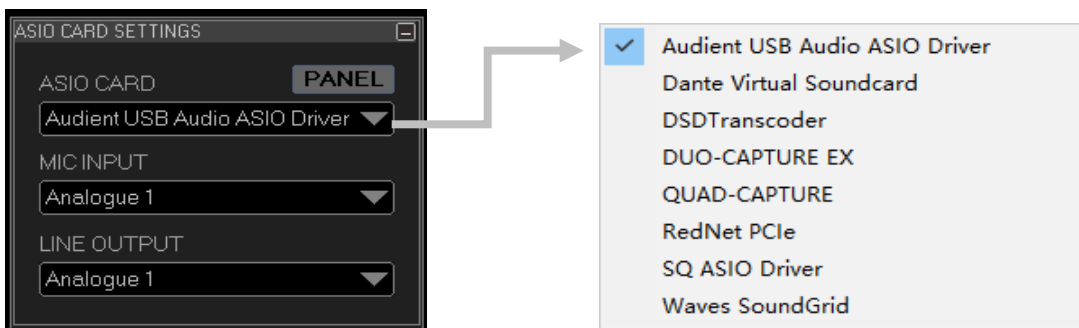 ASIO CARD SETTINGS
ASIO CARD
PANEL
Audient USB Audio ASIO Driver
MIC INPUT
Analogue 1
LINE OUTPUT
Analogue 1
Audient USB Audio ASIO Driver
Dante Virtual Soundcard
DSDTranscoder
DUO-CAPTURE EX
QUAD-CAPTURE
RedNet PCIe
SQ ASIO Driver
Waves SoundGrid